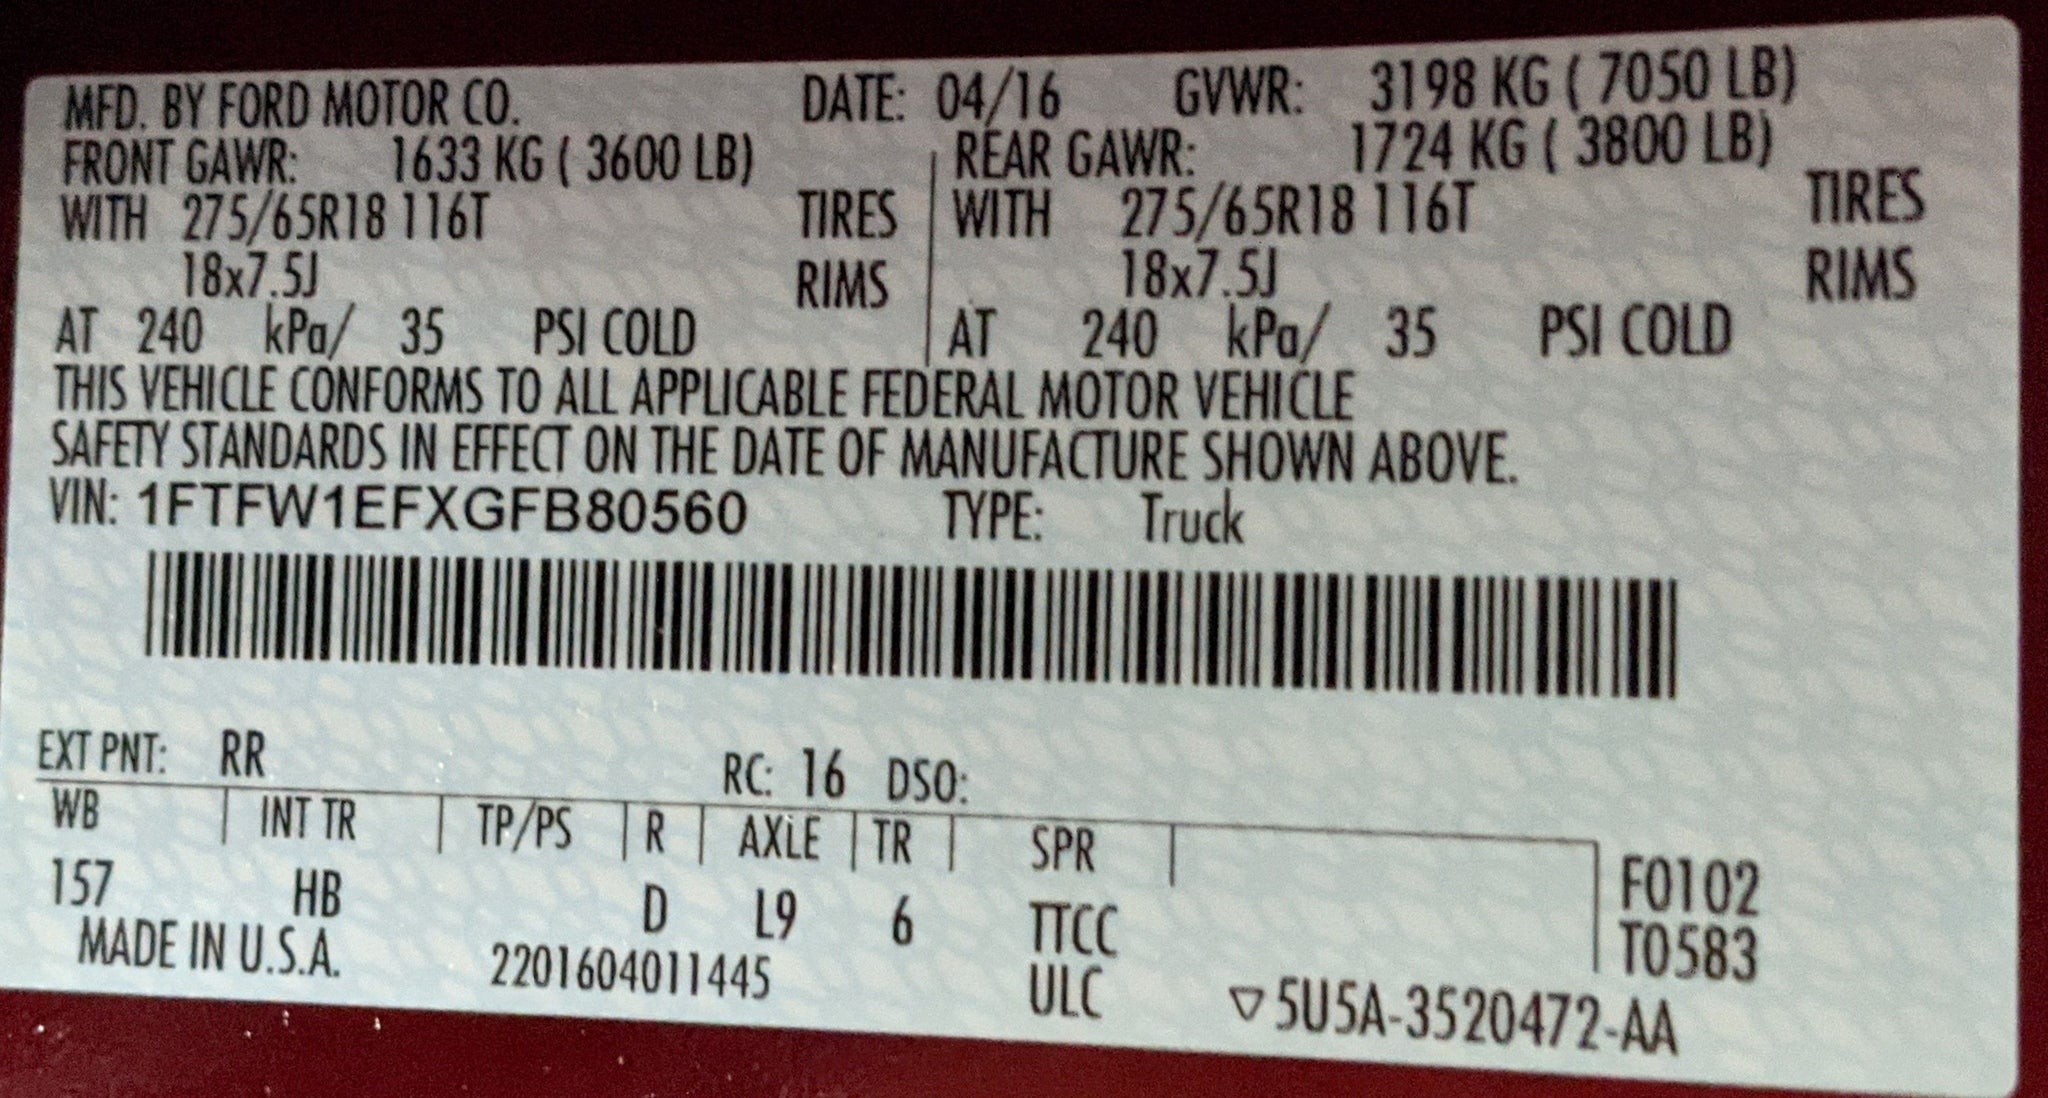 MFD. BY FORD MOTOR CO. DATE: 04/16 GVWR: 3198 KG ( 7050 LB)
FRONT GAWR: 1633 KG ( 3600 LB) REAR GAWR: 1724 KG ( 3800 LB)
WITH 275/65R18 116T TIRES WITH 275/65R18 116T TIRES
18x7.5J RIMS 18x7.5J RIMS
AT 240 kPa/ 35 PSI COLD AT 240 kPa/ 35 PSI COLD
THIS VEHICLE CONFORMS TO ALL APPLICABLE FEDERAL MOTOR VEHICLE
SAFETY STANDARDS IN EFFECT ON THE DATE OF MANUFACTURE SHOWN ABOVE.
VIN: 1FTFW1EFXGFB80560 TYPE: Truck
EXT PNT: RR RC: 16 DSO:
WB INT TR TP/PS R AXLE TR SPR
157 HB D L9 6 TTCC F0102
MADE IN U.S.A. 2201604011445 ULC T0583
▽5U5A-3520472-AA